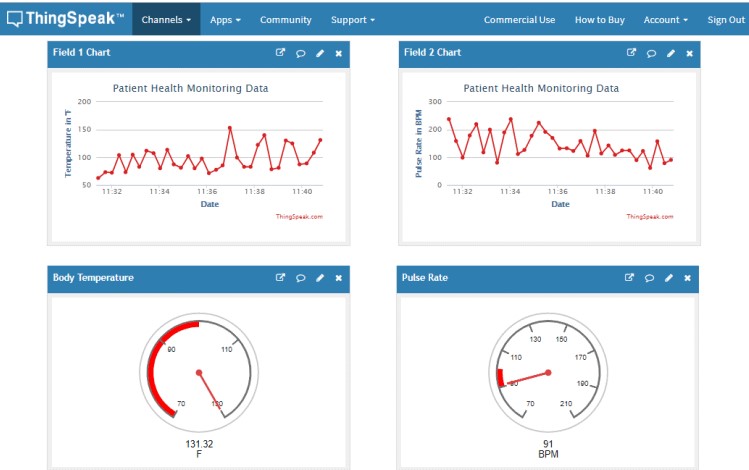 ThingSpeak™ Channels Apps Community Support Commercial Use How to Buy Account Sign Out
Field 1 Chart
Patient Health Monitoring Data
Temperature in °F
200
150
100
50
11:32 11:34 11:36 11:38 11:40
Date
ThingSpeak.com
Field 2 Chart
Patient Health Monitoring Data
Pulse Rate in BPM
300
200
100
0
11:32 11:34 11:36 11:38 11:40
Date
ThingSpeak.com
Body Temperature
90 110
70 130
131.32
F
Pulse Rate
130 150
110 170
90 190
70 210
91
BPM